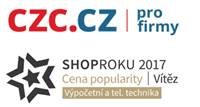 CZC.CZ | pro firmy
SHOPROKU 2017
Cena popularity | Vítěz
Výpočetní a tel. technika